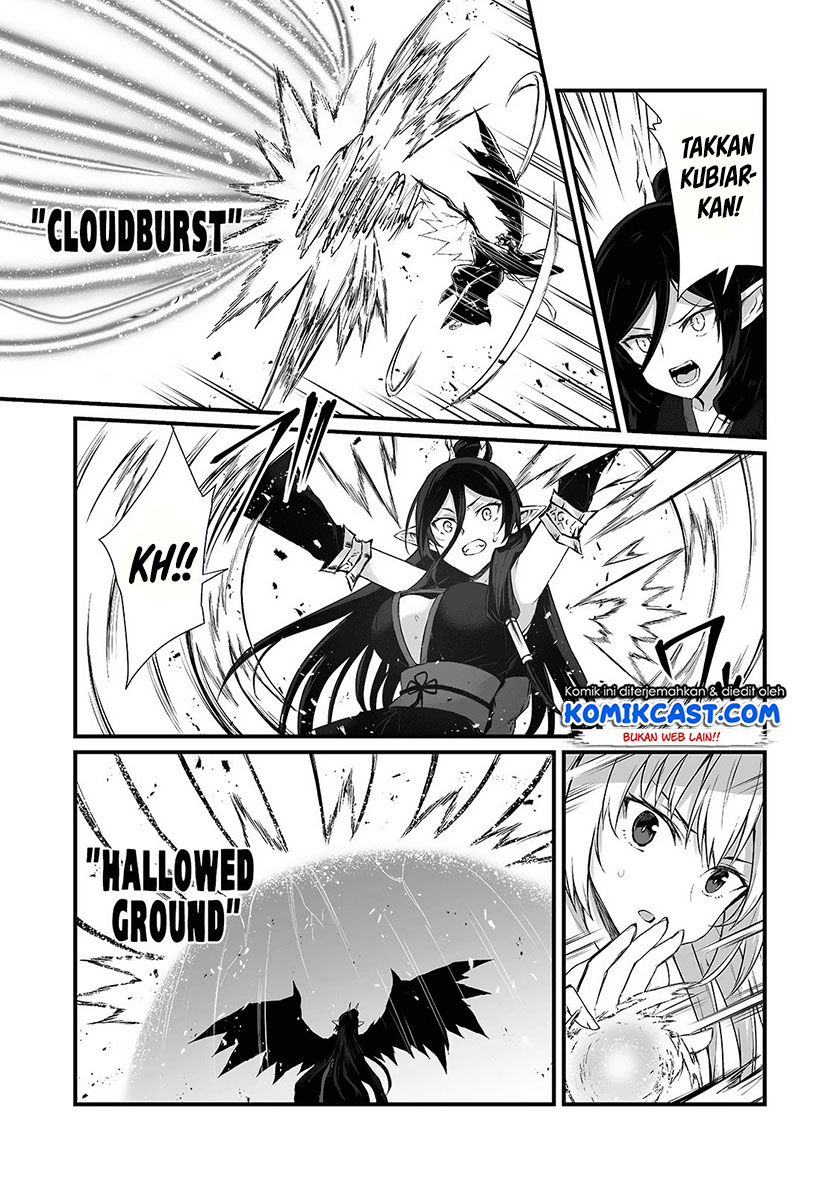 TAKKAN
KUBIAR-
KAN!
"CLOUDBURST"
KH!!
Komik ini diterjemahkan & diedit oleh
KOMIKCAST.COM
BUKAN WEB LAIN!!
"HALLOWED
GROUND"